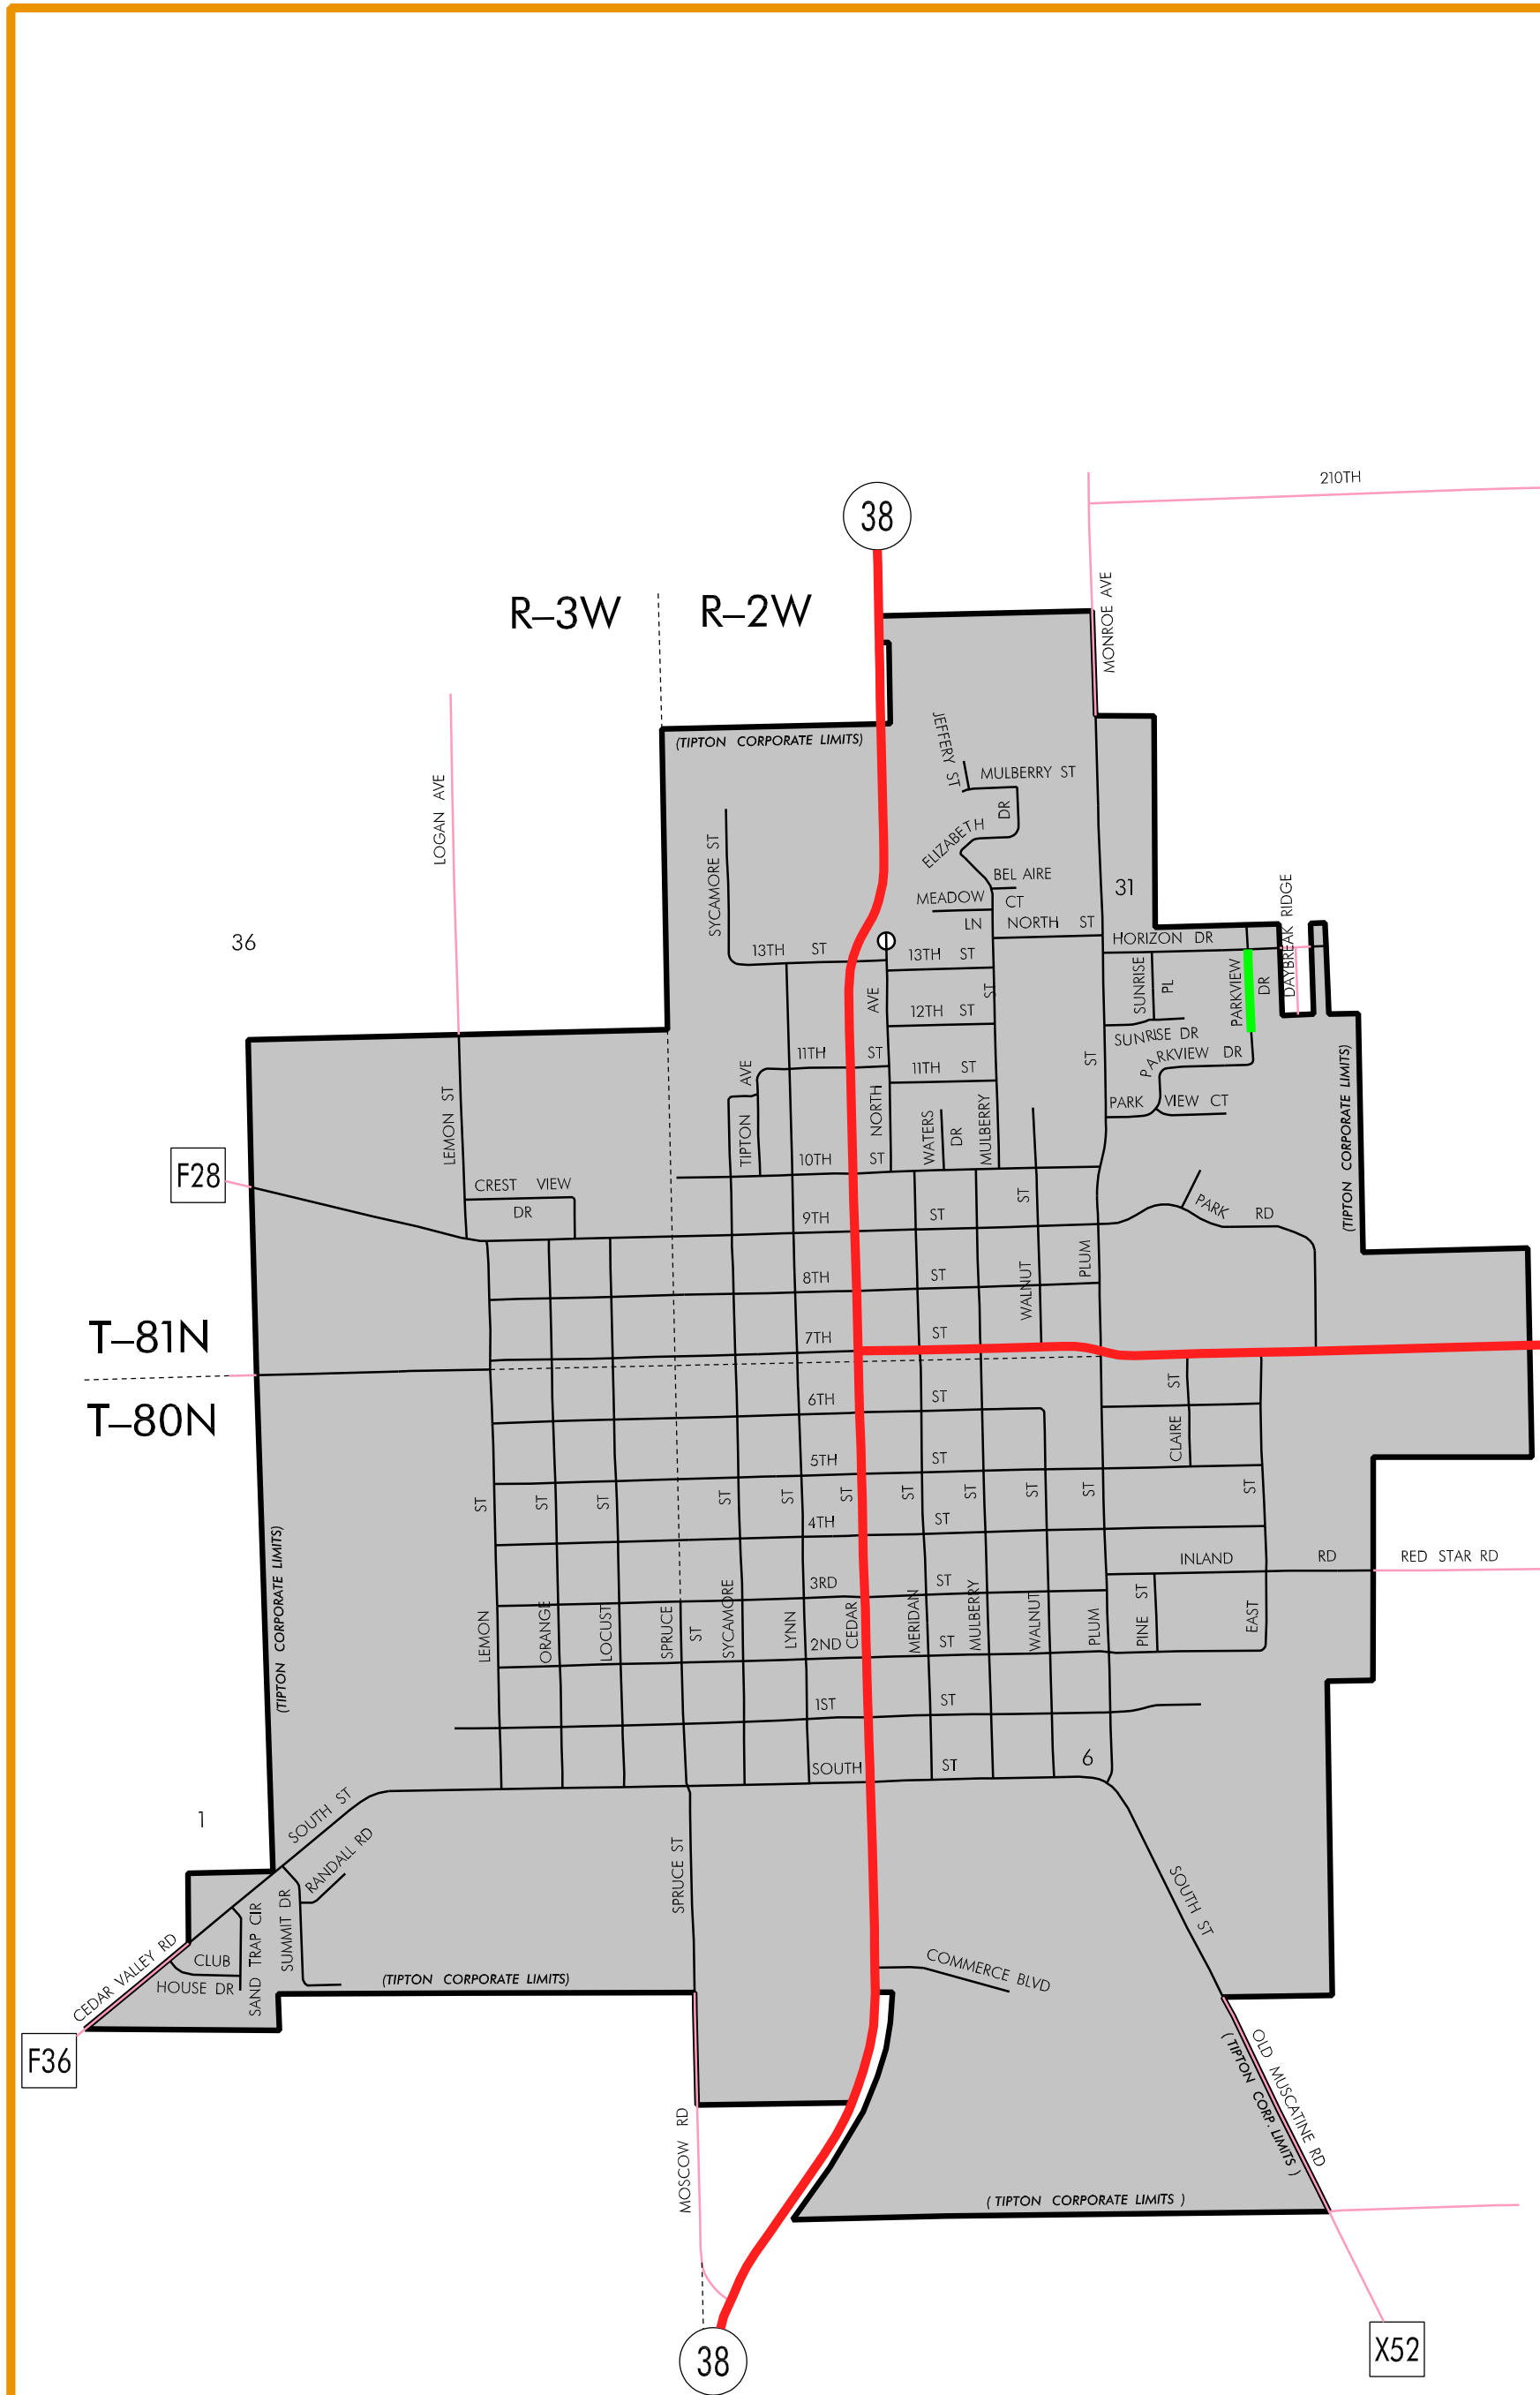 210TH
38
MONROE AVE
R–3W
R–2W
(TIPTON CORPORATE LIMITS)
JEFFERY ST
MULBERRY ST
LOGAN AVE
ELIZABETH DR
SYCAMORE ST
BEL AIRE CT
31
MEADOW LN
DAYBREAK RIDGE
NORTH ST
36
HORIZON DR
13TH ST
13TH ST
SUNRISE PL
PARKVIEW DR
AVE
ST
12TH ST
SUNRISE DR
11TH ST
PARKVIEW DR
ST
11TH ST
TIPTON AVE
(TIPTON CORPORATE LIMITS)
LEMON ST
PARK VIEW CT
NORTH
WATERS DR
MULBERRY
F28
10TH ST
CREST VIEW DR
ST
PARK RD
9TH ST
PLUM
8TH ST
WALNUT
T–81N
7TH ST
T–80N
ST
6TH ST
CLAIRE
5TH ST
ST
ST
ST
ST
ST
ST
ST
ST
ST
ST
ST
4TH ST
(TIPTON CORPORATE LIMITS)
INLAND RD
RED STAR RD
3RD ST
LEMON
ORANGE
LOCUST
SPRUCE ST
SYCAMORE
LYNN
CEDAR
MERIDAN
MULBERRY
WALNUT
PLUM
PINE ST
EAST
2ND ST
1ST ST
6
SOUTH ST
1
SOUTH ST
RANDALL RD
SPRUCE ST
SOUTH ST
SUMMIT DR
SAND TRAP CIR
CEDAR VALLEY RD
CLUB
HOUSE DR
(TIPTON CORPORATE LIMITS)
COMMERCE BLVD
F36
OLD MUSCATINE RD
( TIPTON CORP. LIMITS )
MOSCOW RD
( TIPTON CORPORATE LIMITS )
38
X52